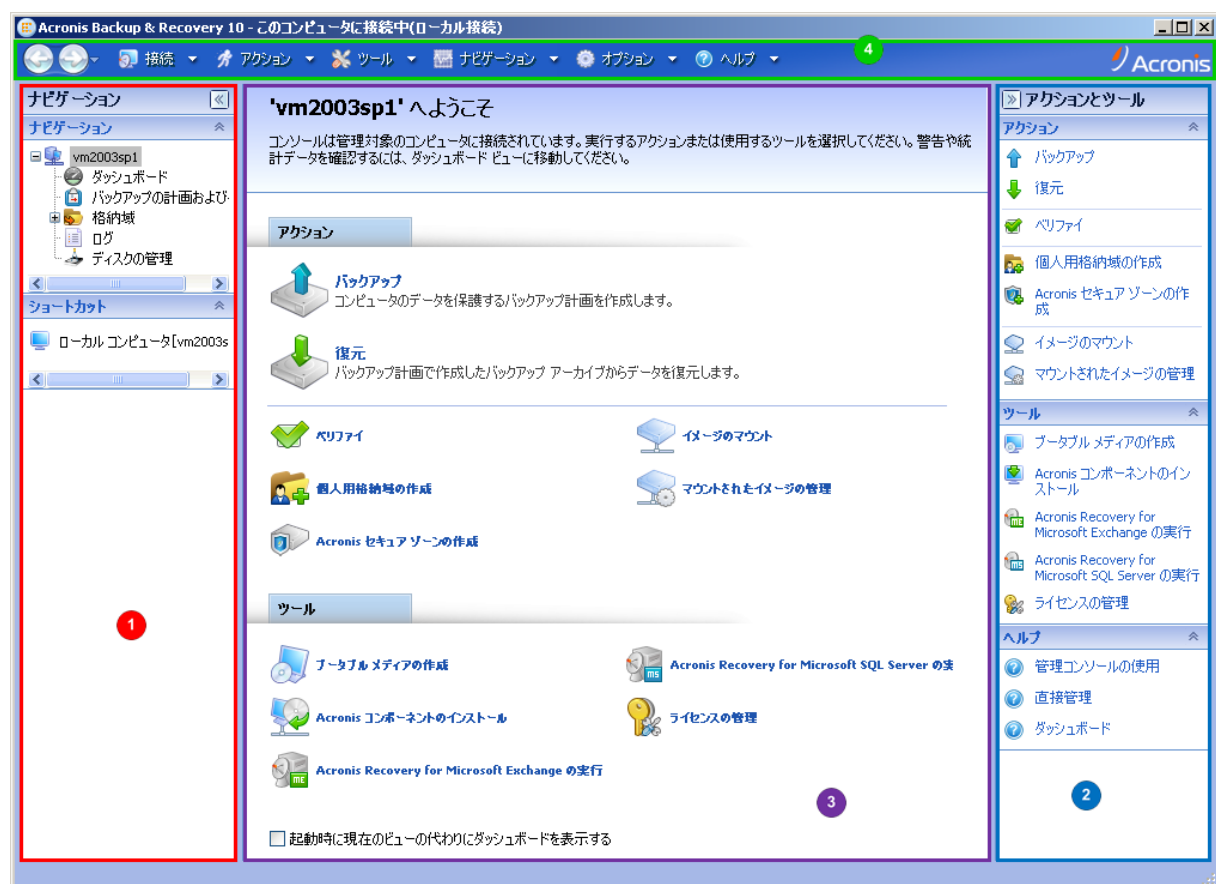 Acronis Backup & Recovery 10 - このコンピュータに接続中(ローカル接続)
接続
アクション
ツール
ナビゲーション
オプション
ヘルプ
4
Acronis
ナビゲーション
ナビゲーション
vm2003sp1
ダッシュボード
バックアップの計画および
格納域
ログ
ディスクの管理
ショートカット
ローカル コンピュータ[vm2003s
1
'vm2003sp1' へようこそ
コンソールは管理対象のコンピュータに接続されています。実行するアクションまたは使用するツールを選択してください。警告や統
計データを確認するには、ダッシュボード ビューに移動してください。
アクション
バックアップ
コンピュータのデータを保護するバックアップ計画を作成します。
復元
バックアップ計画で作成したバックアップ アーカイブからデータを復元します。
ベリファイ
イメージのマウント
個人用格納域の作成
マウントされたイメージの管理
Acronis セキュア ゾーンの作成
ツール
ブータブル メディアの作成
Acronis Recovery for Microsoft SQL Server の実
Acronis コンポーネントのインストール
ライセンスの管理
Acronis Recovery for Microsoft Exchange の実行
3
起動時に現在のビューの代わりにダッシュボードを表示する
アクションとツール
アクション
バックアップ
復元
ベリファイ
個人用格納域の作成
Acronis セキュア ゾーンの作
成
イメージのマウント
マウントされたイメージの管理
ツール
ブータブル メディアの作成
Acronis コンポーネントのイン
ストール
Acronis Recovery for
Microsoft Exchange の実行
Acronis Recovery for
Microsoft SQL Server の実行
ライセンスの管理
ヘルプ
管理コンソールの使用
直接管理
ダッシュボード
2